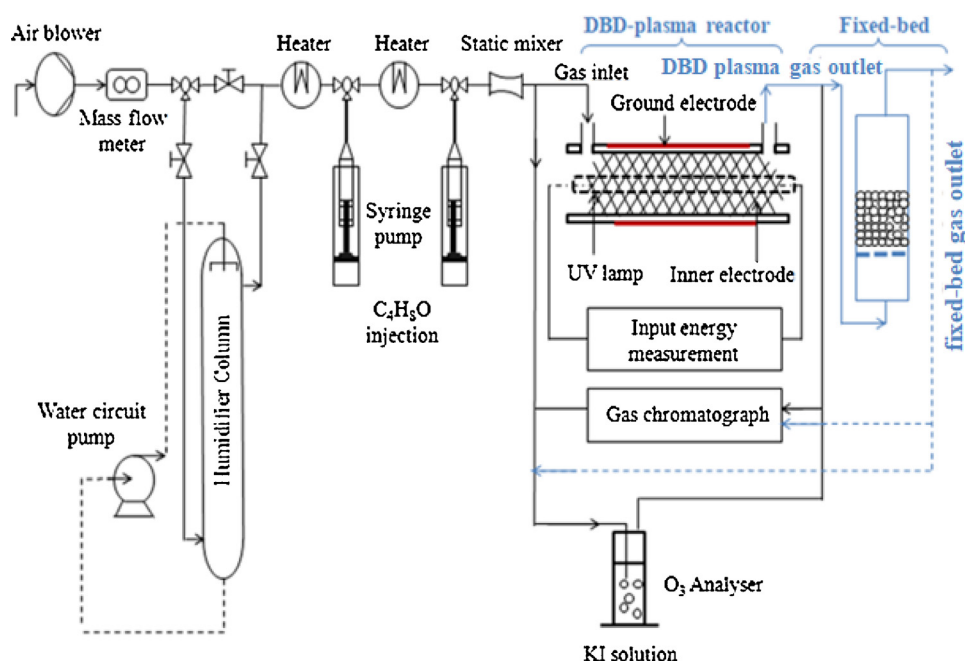 Air blower
Mass flow
meter
Heater
Heater
Static mixer
DBD-plasma reactor
Fixed-bed
DBD plasma gas outlet
Gas inlet
Ground electrode
Syringe
pump
C₄H₈O
injection
UV lamp
Inner electrode
Input energy
measurement
Gas chromatograph
fixed-bed gas outlet
Water circuit
pump
Humidifier Column
O₃ Analyser
KI solution